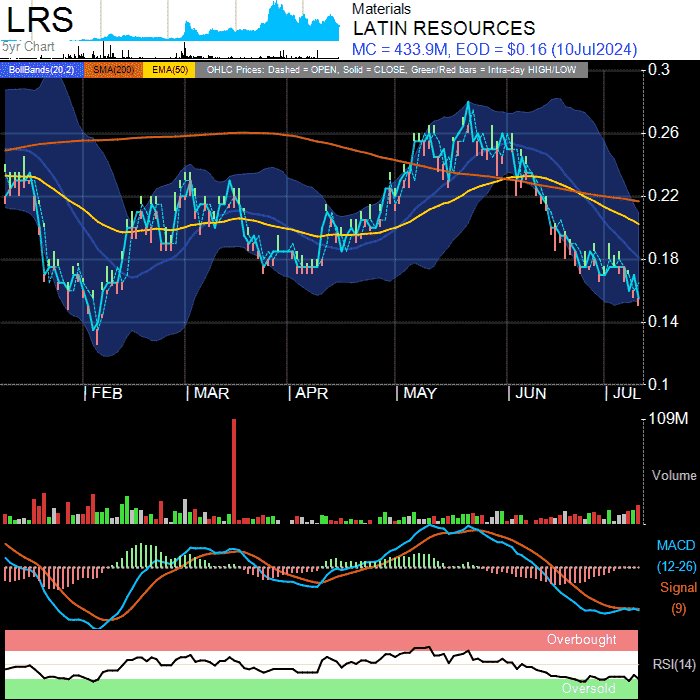 LRS
5yr Chart
Materials
LATIN RESOURCES
MC = 433.9M, EOD = $0.16 (10Jul2024)
BollBands(20,2) SMA(200) EMA(50) OHLC Prices: Dashed = OPEN, Solid = CLOSE, Green/Red bars = Intra-day HIGH/LOW
0.3
0.26
0.22
0.18
0.14
0.1
FEB MAR APR MAY JUN JUL
109M
Volume
MACD
(12-26)
Signal
(9)
Overbought
RSI(14)
Oversold